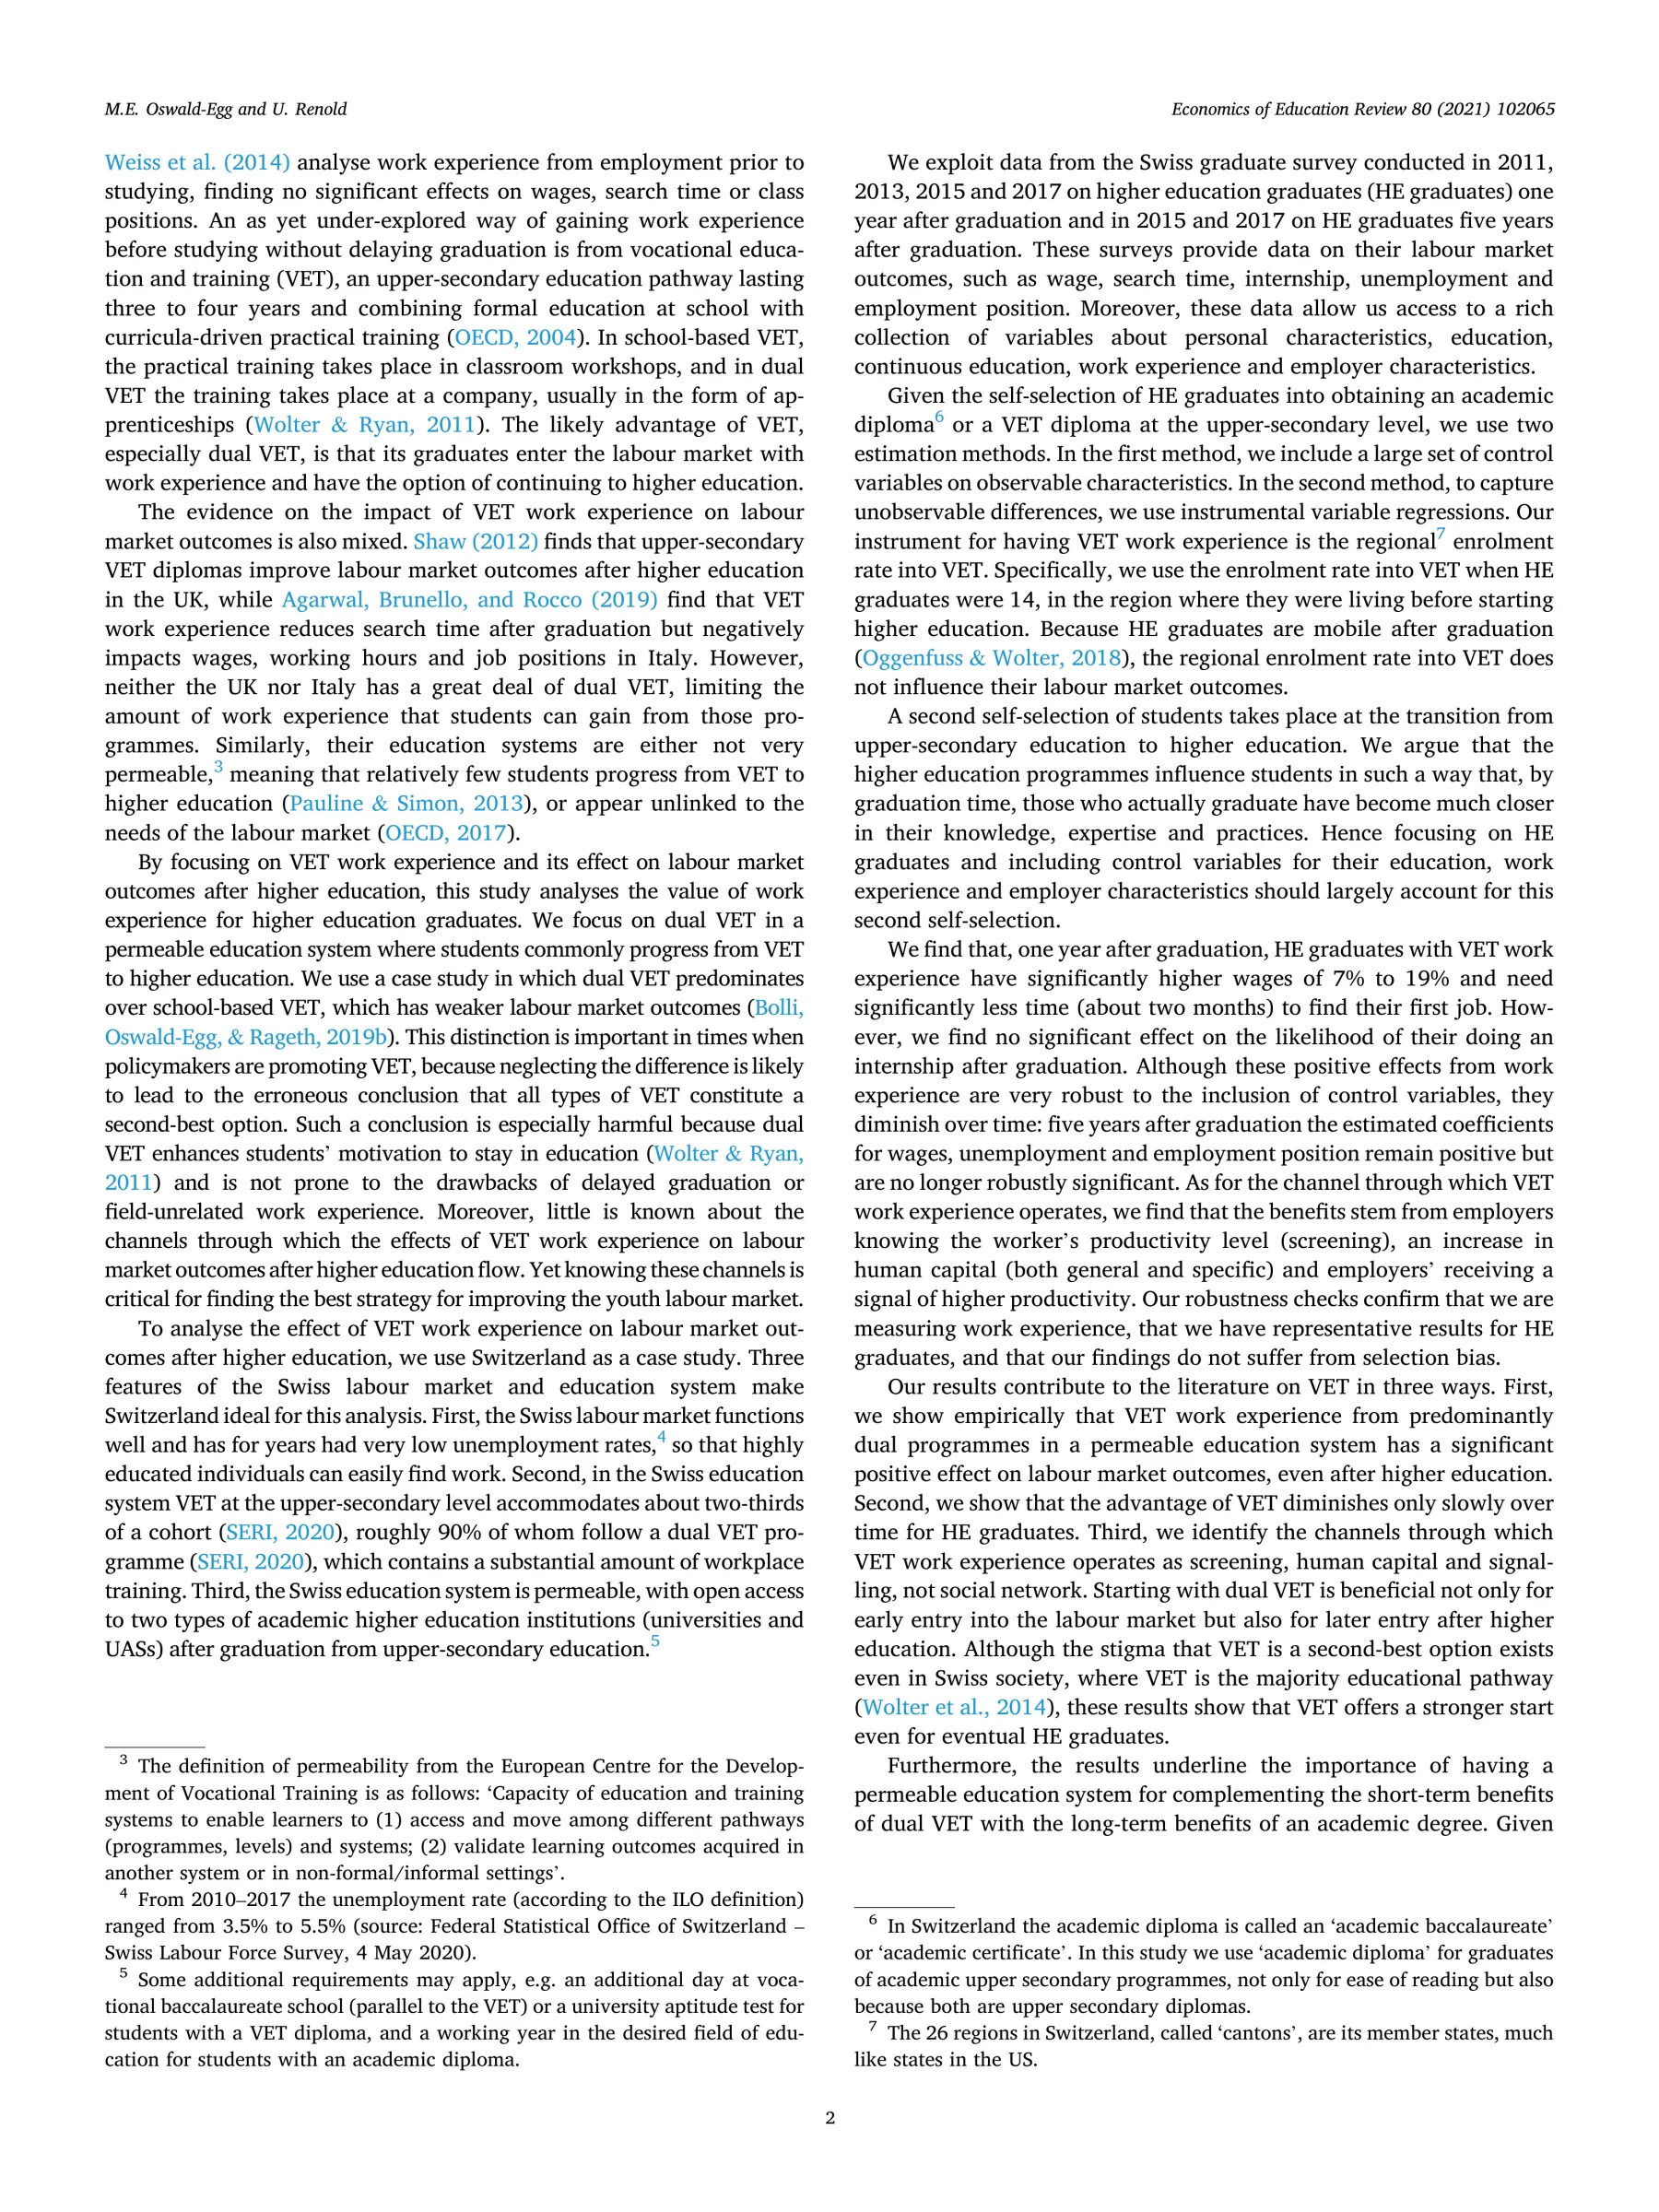 M.E. Oswald-Egg and U. Renold
Economics of Education Review 80 (2021) 102065
Weiss et al. (2014) analyse work experience from employment prior to
studying, finding no significant effects on wages, search time or class
positions. An as yet under-explored way of gaining work experience
before studying without delaying graduation is from vocational educa-
tion and training (VET), an upper-secondary education pathway lasting
three to four years and combining formal education at school with
curricula-driven practical training (OECD, 2004). In school-based VET,
the practical training takes place in classroom workshops, and in dual
VET the training takes place at a company, usually in the form of ap-
prenticeships (Wolter & Ryan, 2011). The likely advantage of VET,
especially dual VET, is that its graduates enter the labour market with
work experience and have the option of continuing to higher education.
The evidence on the impact of VET work experience on labour
market outcomes is also mixed. Shaw (2012) finds that upper-secondary
VET diplomas improve labour market outcomes after higher education
in the UK, while Agarwal, Brunello, and Rocco (2019) find that VET
work experience reduces search time after graduation but negatively
impacts wages, working hours and job positions in Italy. However,
neither the UK nor Italy has a great deal of dual VET, limiting the
amount of work experience that students can gain from those pro-
grammes. Similarly, their education systems are either not very
permeable,3 meaning that relatively few students progress from VET to
higher education (Pauline & Simon, 2013), or appear unlinked to the
needs of the labour market (OECD, 2017).
By focusing on VET work experience and its effect on labour market
outcomes after higher education, this study analyses the value of work
experience for higher education graduates. We focus on dual VET in a
permeable education system where students commonly progress from VET
to higher education. We use a case study in which dual VET predominates
over school-based VET, which has weaker labour market outcomes (Bolli,
Oswald-Egg, & Rageth, 2019b). This distinction is important in times when
policymakers are promoting VET, because neglecting the difference is likely
to lead to the erroneous conclusion that all types of VET constitute a
second-best option. Such a conclusion is especially harmful because dual
VET enhances students' motivation to stay in education (Wolter & Ryan,
2011) and is not prone to the drawbacks of delayed graduation or
field-unrelated work experience. Moreover, little is known about the
channels through which the effects of VET work experience on labour
market outcomes after higher education flow. Yet knowing these channels is
critical for finding the best strategy for improving the youth labour market.
To analyse the effect of VET work experience on labour market out-
comes after higher education, we use Switzerland as a case study. Three
features of the Swiss labour market and education system make
Switzerland ideal for this analysis. First, the Swiss labour market functions
well and has for years had very low unemployment rates,4 so that highly
educated individuals can easily find work. Second, in the Swiss education
system VET at the upper-secondary level accommodates about two-thirds
of a cohort (SERI, 2020), roughly 90% of whom follow a dual VET pro-
gramme (SERI, 2020), which contains a substantial amount of workplace
training. Third, the Swiss education system is permeable, with open access
to two types of academic higher education institutions (universities and
UASs) after graduation from upper-secondary education.5
3 The definition of permeability from the European Centre for the Develop-
ment of Vocational Training is as follows: 'Capacity of education and training
systems to enable learners to (1) access and move among different pathways
(programmes, levels) and systems; (2) validate learning outcomes acquired in
another system or in non-formal/informal settings'.
4 From 2010–2017 the unemployment rate (according to the ILO definition)
ranged from 3.5% to 5.5% (source: Federal Statistical Office of Switzerland –
Swiss Labour Force Survey, 4 May 2020).
5 Some additional requirements may apply, e.g. an additional day at voca-
tional baccalaureate school (parallel to the VET) or a university aptitude test for
students with a VET diploma, and a working year in the desired field of edu-
cation for students with an academic diploma.
We exploit data from the Swiss graduate survey conducted in 2011,
2013, 2015 and 2017 on higher education graduates (HE graduates) one
year after graduation and in 2015 and 2017 on HE graduates five years
after graduation. These surveys provide data on their labour market
outcomes, such as wage, search time, internship, unemployment and
employment position. Moreover, these data allow us access to a rich
collection of variables about personal characteristics, education,
continuous education, work experience and employer characteristics.
Given the self-selection of HE graduates into obtaining an academic
diploma6 or a VET diploma at the upper-secondary level, we use two
estimation methods. In the first method, we include a large set of control
variables on observable characteristics. In the second method, to capture
unobservable differences, we use instrumental variable regressions. Our
instrument for having VET work experience is the regional7 enrolment
rate into VET. Specifically, we use the enrolment rate into VET when HE
graduates were 14, in the region where they were living before starting
higher education. Because HE graduates are mobile after graduation
(Oggenfuss & Wolter, 2018), the regional enrolment rate into VET does
not influence their labour market outcomes.
A second self-selection of students takes place at the transition from
upper-secondary education to higher education. We argue that the
higher education programmes influence students in such a way that, by
graduation time, those who actually graduate have become much closer
in their knowledge, expertise and practices. Hence focusing on HE
graduates and including control variables for their education, work
experience and employer characteristics should largely account for this
second self-selection.
We find that, one year after graduation, HE graduates with VET work
experience have significantly higher wages of 7% to 19% and need
significantly less time (about two months) to find their first job. How-
ever, we find no significant effect on the likelihood of their doing an
internship after graduation. Although these positive effects from work
experience are very robust to the inclusion of control variables, they
diminish over time: five years after graduation the estimated coefficients
for wages, unemployment and employment position remain positive but
are no longer robustly significant. As for the channel through which VET
work experience operates, we find that the benefits stem from employers
knowing the worker's productivity level (screening), an increase in
human capital (both general and specific) and employers' receiving a
signal of higher productivity. Our robustness checks confirm that we are
measuring work experience, that we have representative results for HE
graduates, and that our findings do not suffer from selection bias.
Our results contribute to the literature on VET in three ways. First,
we show empirically that VET work experience from predominantly
dual programmes in a permeable education system has a significant
positive effect on labour market outcomes, even after higher education.
Second, we show that the advantage of VET diminishes only slowly over
time for HE graduates. Third, we identify the channels through which
VET work experience operates as screening, human capital and signal-
ling, not social network. Starting with dual VET is beneficial not only for
early entry into the labour market but also for later entry after higher
education. Although the stigma that VET is a second-best option exists
even in Swiss society, where VET is the majority educational pathway
(Wolter et al., 2014), these results show that VET offers a stronger start
even for eventual HE graduates.
Furthermore, the results underline the importance of having a
permeable education system for complementing the short-term benefits
of dual VET with the long-term benefits of an academic degree. Given
6 In Switzerland the academic diploma is called an 'academic baccalaureate'
or 'academic certificate'. In this study we use 'academic diploma' for graduates
of academic upper secondary programmes, not only for ease of reading but also
because both are upper secondary diplomas.
7 The 26 regions in Switzerland, called 'cantons', are its member states, much
like states in the US.
2